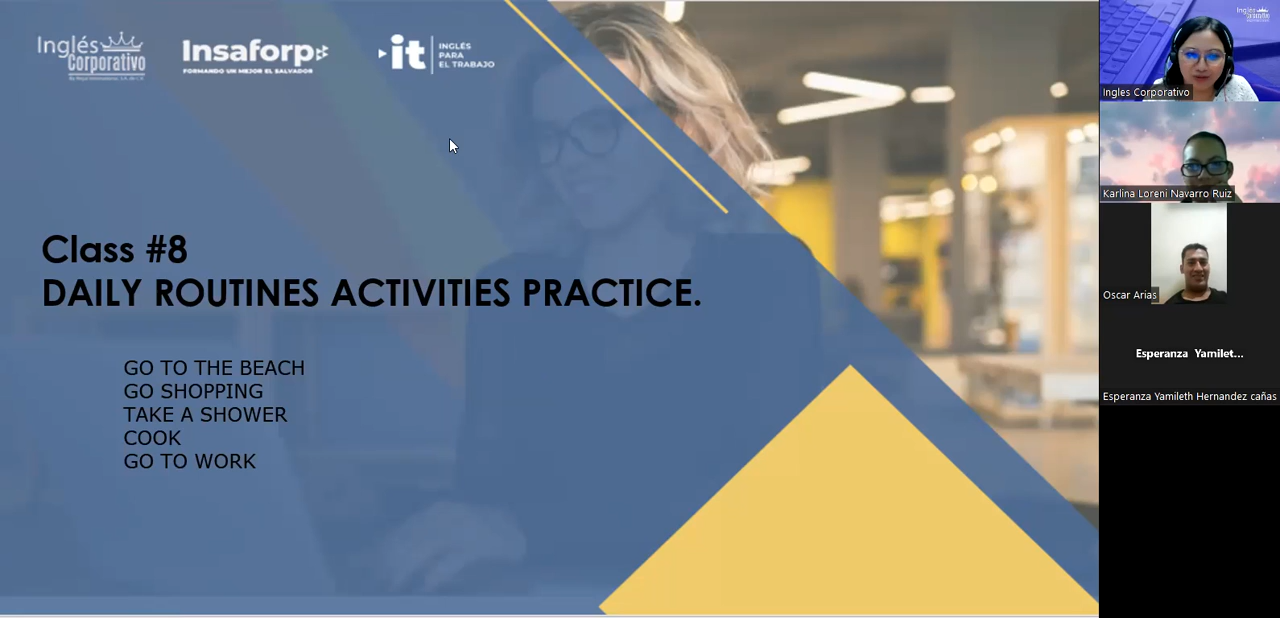 Inglés
Corporativo
Insaforp
FORMANDO UN MEJOR EL SALVADOR
it
INGLÉS
PARA
EL TRABAJO
Class #8
DAILY ROUTINES ACTIVITIES PRACTICE.
GO TO THE BEACH
GO SHOPPING
TAKE A SHOWER
COOK
GO TO WORK
Ingles Corporativo
Karlina Loreni Navarro Ruiz
Oscar Arias
Esperanza Yamilet...
Esperanza Yamileth Hernandez cañas